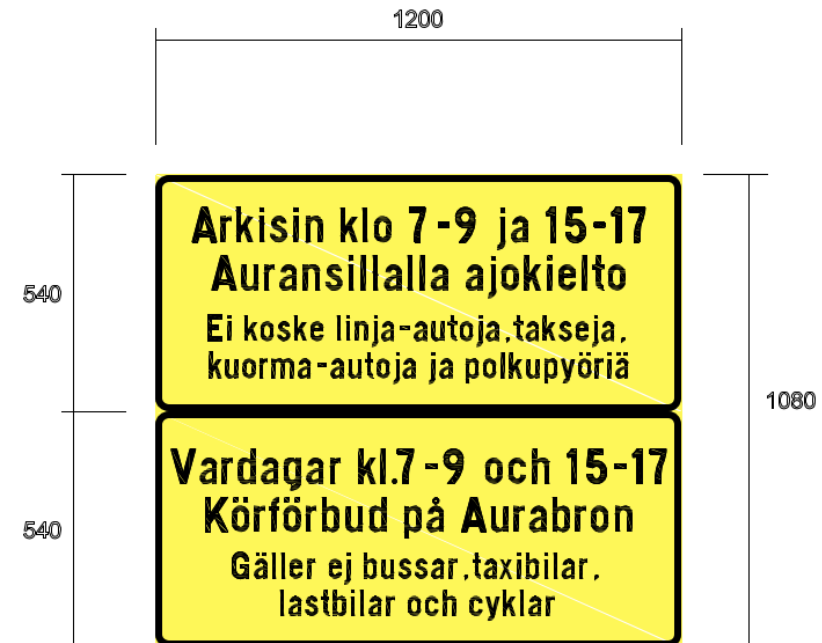 1200
540
Arkisin klo 7-9 ja 15-17
Auransillalla ajokielto
Ei koske linja-autoja,takseja,
kuorma-autoja ja polkupyöriä
1080
540
Vardagar kl.7-9 och 15-17
Körförbud på Aurabron
Gäller ej bussar,taxibilar,
lastbilar och cyklar